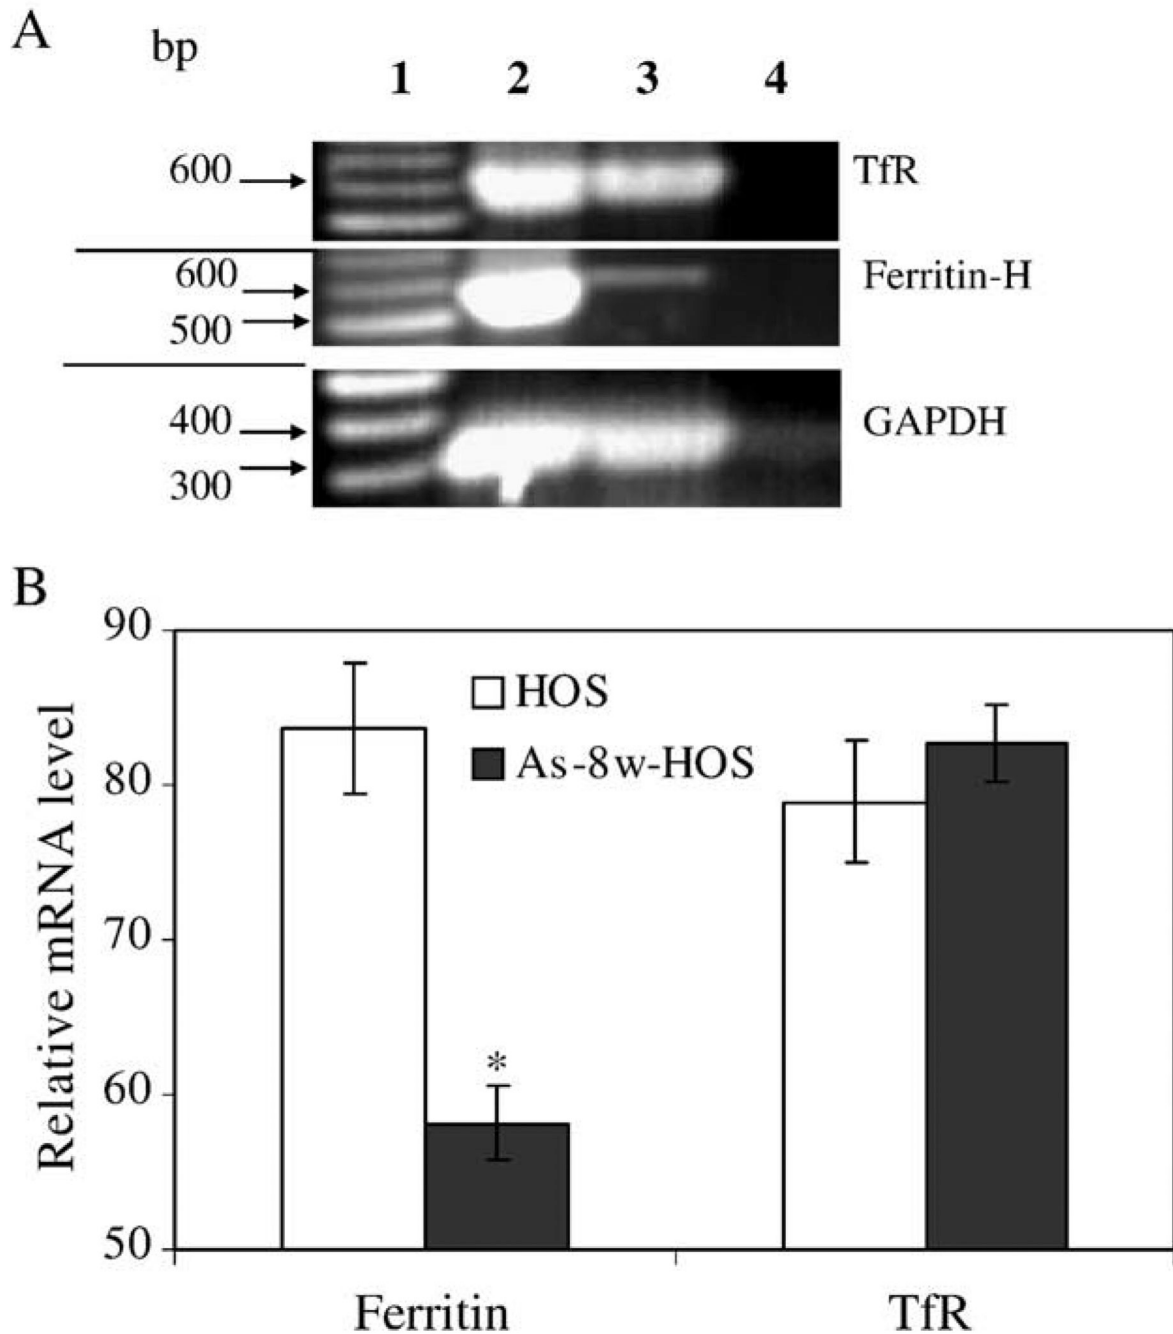 A
bp
1 2 3 4
600 TfR
600 Ferritin-H
500
400 GAPDH
300
B
90
HOS
As-8w-HOS
80
70
60
*
50
Relative mRNA level
Ferritin TfR